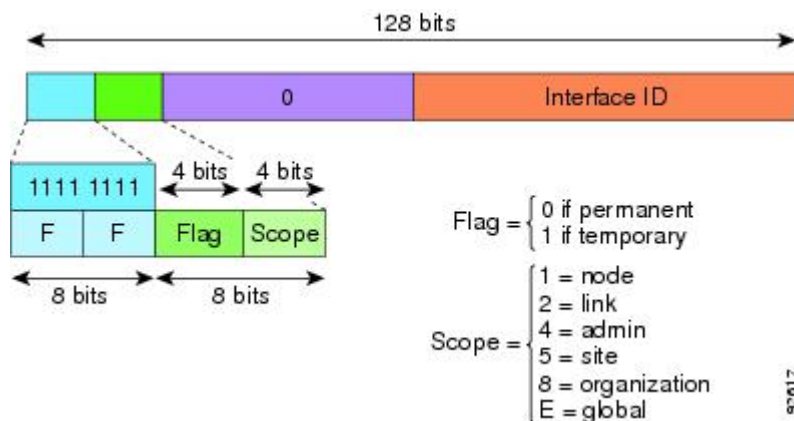 128 bits
0 Interface ID
1111 1111
4 bits 4 bits
F F Flag Scope
8 bits 8 bits
Flag = 0 if permanent
1 if temporary
Scope = 1 = node
2 = link
4 = admin
5 = site
8 = organization
E = global
92617